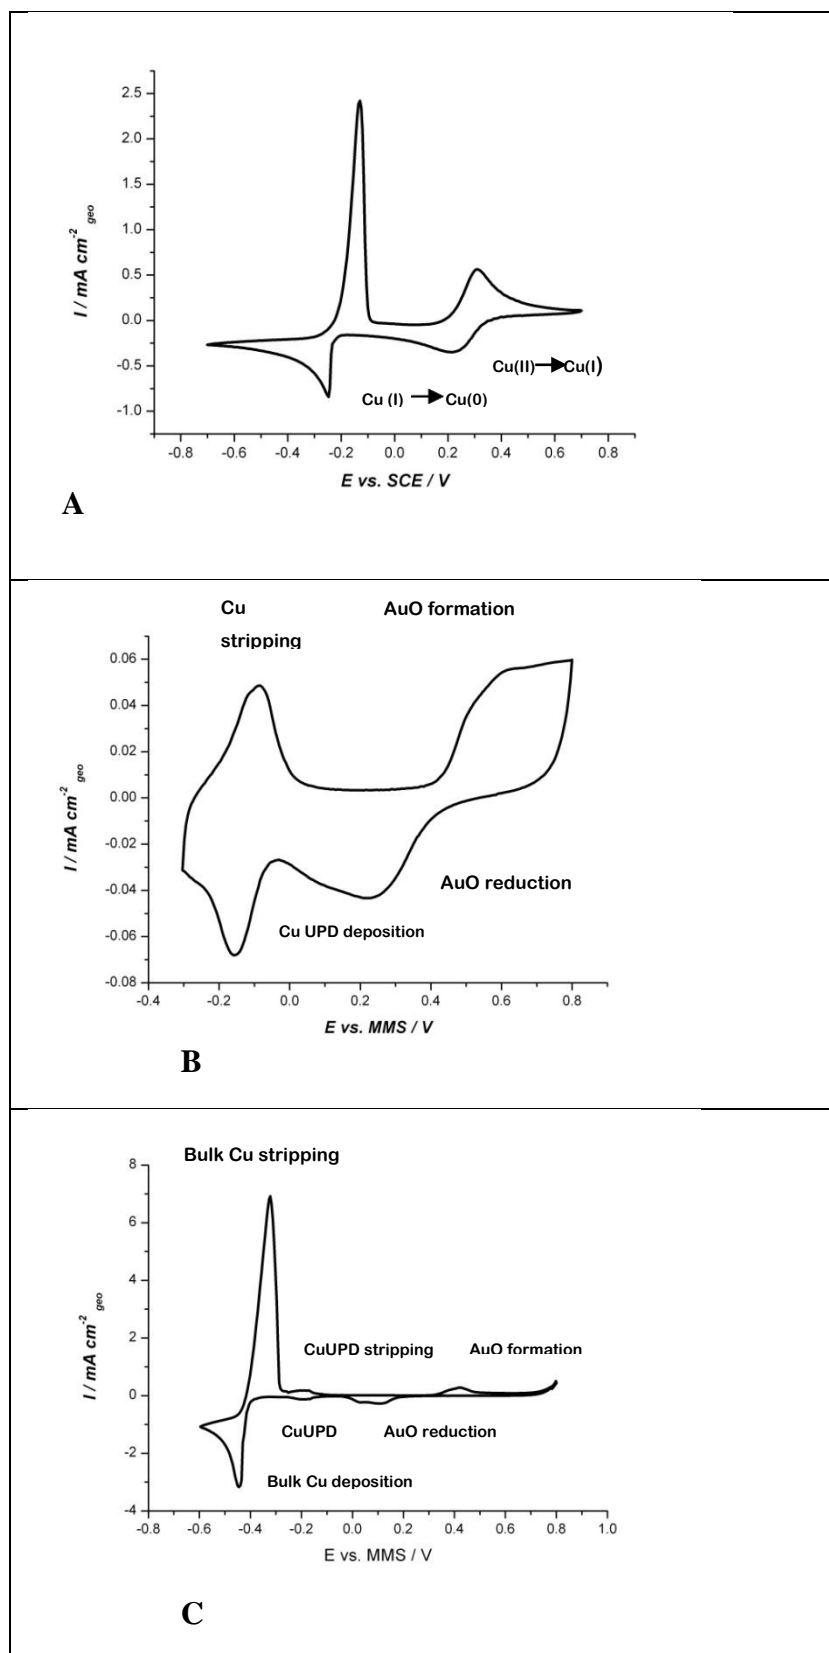 2.5
2.0
1.5
1.0
0.5
0.0
-0.5
-1.0
I / mA cm-2 geo
Cu(II) Cu(I)
Cu (I) Cu(0)
-0.8 -0.6 -0.4 -0.2 0.0 0.2 0.4 0.6 0.8
E vs. SCE / V
A
Cu AuO formation
stripping
0.06
0.04
0.02
0.00
-0.02
-0.04
-0.06
-0.08
I / mA cm-2 geo
AuO reduction
Cu UPD deposition
-0.4 -0.2 0.0 0.2 0.4 0.6 0.8
E vs. MMS / V
B
Bulk Cu stripping
8
6
4
2
0
-2
-4
I / mA cm-2 geo
CuUPD stripping AuO formation
CuUPD AuO reduction
Bulk Cu deposition
-0.8 -0.6 -0.4 -0.2 0.0 0.2 0.4 0.6 0.8 1.0
E vs. MMS / V
C